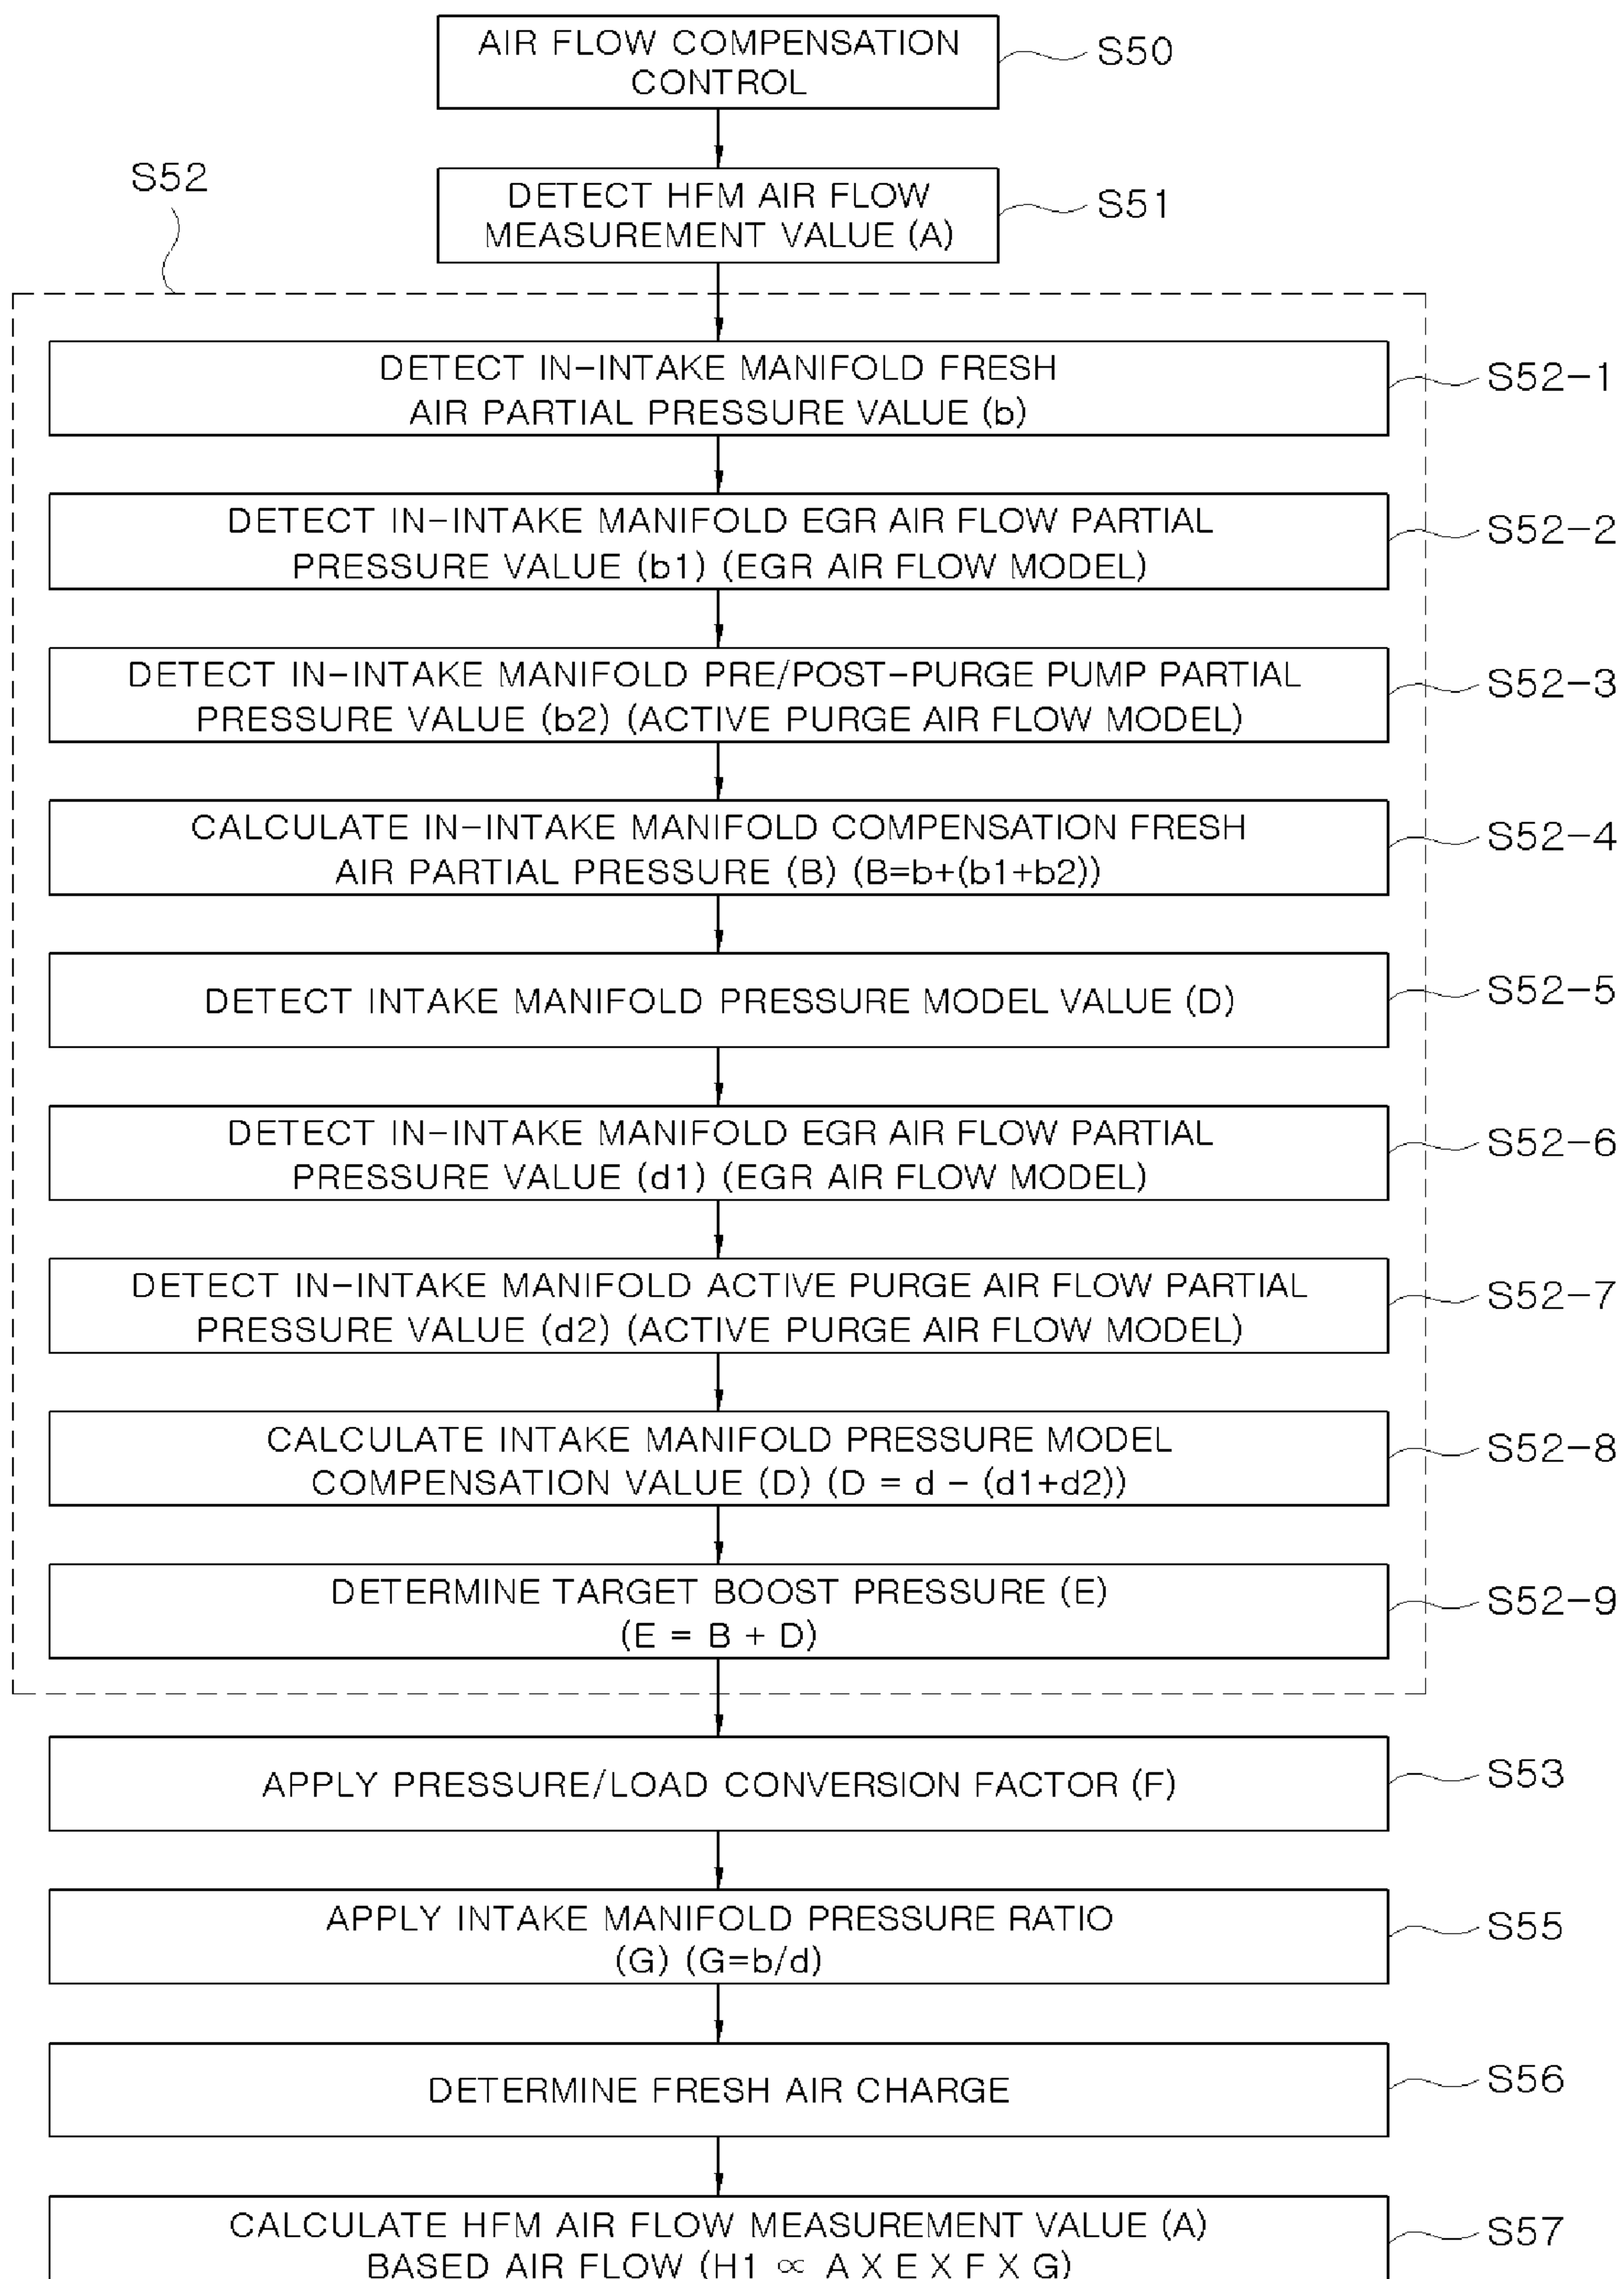 AIR FLOW COMPENSATION
CONTROL
S50
S52
DETECT HFM AIR FLOW
MEASUREMENT VALUE (A)
S51
DETECT IN-INTAKE MANIFOLD FRESH
AIR PARTIAL PRESSURE VALUE (b)
S52-1
DETECT IN-INTAKE MANIFOLD EGR AIR FLOW PARTIAL
PRESSURE VALUE (b1) (EGR AIR FLOW MODEL)
S52-2
DETECT IN-INTAKE MANIFOLD PRE/POST-PURGE PUMP PARTIAL
PRESSURE VALUE (b2) (ACTIVE PURGE AIR FLOW MODEL)
S52-3
CALCULATE IN-INTAKE MANIFOLD COMPENSATION FRESH
AIR PARTIAL PRESSURE (B) (B=b+(b1+b2))
S52-4
DETECT INTAKE MANIFOLD PRESSURE MODEL VALUE (D)
S52-5
DETECT IN-INTAKE MANIFOLD EGR AIR FLOW PARTIAL
PRESSURE VALUE (d1) (EGR AIR FLOW MODEL)
S52-6
DETECT IN-INTAKE MANIFOLD ACTIVE PURGE AIR FLOW PARTIAL
PRESSURE VALUE (d2) (ACTIVE PURGE AIR FLOW MODEL)
S52-7
CALCULATE INTAKE MANIFOLD PRESSURE MODEL
COMPENSATION VALUE (D) (D = d - (d1+d2))
S52-8
DETERMINE TARGET BOOST PRESSURE (E)
(E = B + D)
S52-9
APPLY PRESSURE/LOAD CONVERSION FACTOR (F)
S53
APPLY INTAKE MANIFOLD PRESSURE RATIO
(G) (G=b/d)
S55
DETERMINE FRESH AIR CHARGE
S56
CALCULATE HFM AIR FLOW MEASUREMENT VALUE (A)
BASED AIR FLOW (H1 ∝ A X E X F X G)
S57